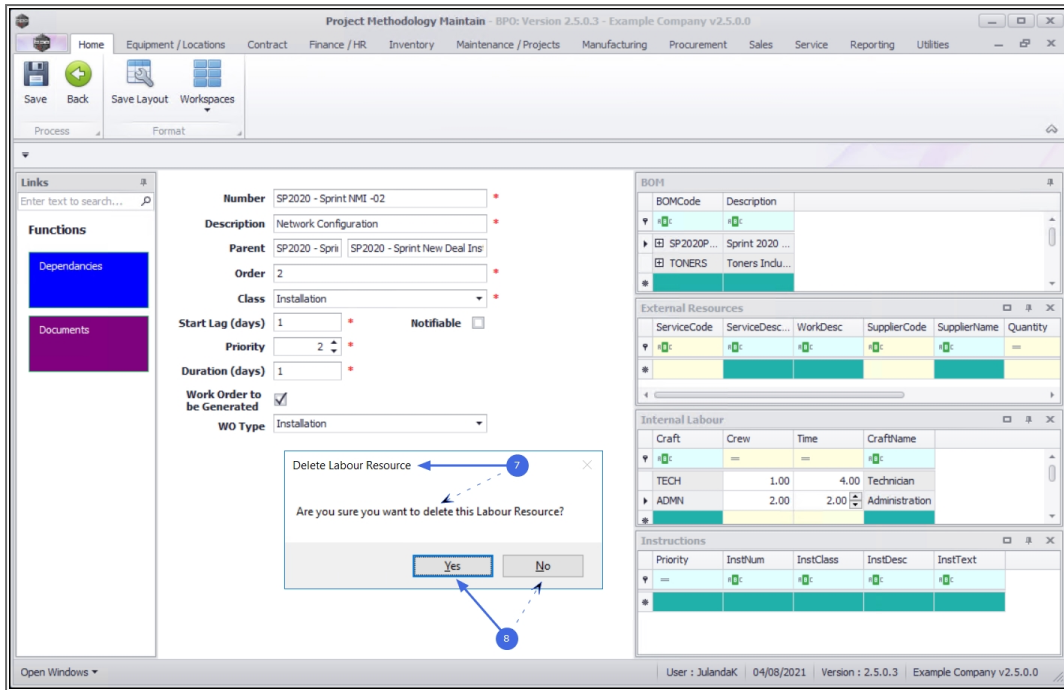 Project Methodology Maintain - BPO: Version 2.5.0.3 - Example Company v2.5.0.0
Home Equipment / Locations Contract Finance / HR Inventory Maintenance / Projects Manufacturing Procurement Sales Service Reporting Utilities
Save Back Save Layout Workspaces
Process Format
Links
Enter text to search...
Functions
Dependancies
Documents
Number SP2020 - Sprint NMI -02 *
Description Network Configuration *
Parent SP2020 - Spri SP2020 - Sprint New Deal Ins
Order 2 *
Class Installation *
Start Lag (days) 1 * Notifiable
Priority 2 *
Duration (days) 1 *
Work Order to
be Generated
WO Type Installation
Delete Labour Resource 7
Are you sure you want to delete this Labour Resource?
Yes No
8
BOM
BOMCode Description
SP2020P... Sprint 2020 ...
TONERS Toners Inclu...
External Resources
ServiceCode ServiceDesc... WorkDesc SupplierCode SupplierName Quantity
=
Internal Labour
Craft Crew Time CraftName
= =
TECH 1.00 4.00 Technician
ADMN 2.00 2.00 Administration
Instructions
Priority InstNum InstClass InstDesc InstText
=
Open Windows User : JulandaK 04/08/2021 Version : 2.5.0.3 Example Company v2.5.0.0